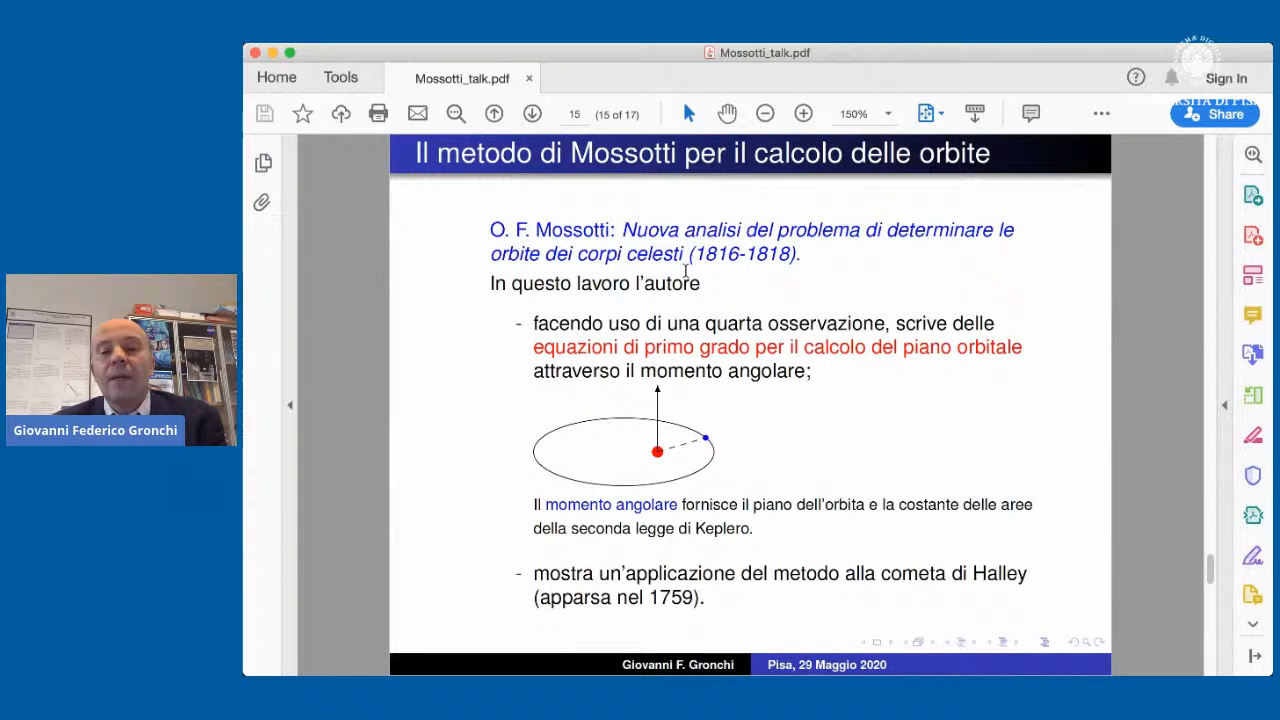 Mossotti_talk.pdf
Home
Tools
Mossotti_talk.pdf
Sign In
15
(15 of 17)
150%
Share
Il metodo di Mossotti per il calcolo delle orbite
O. F. Mossotti: Nuova analisi del problema di determinare le
orbite dei corpi celesti (1816-1818).
In questo lavoro l'autore
- facendo uso di una quarta osservazione, scrive delle
equazioni di primo grado per il calcolo del piano orbitale
attraverso il momento angolare;
Il momento angolare fornisce il piano dell'orbita e la costante delle aree
della seconda legge di Keplero.
- mostra un'applicazione del metodo alla cometa di Halley
(apparsa nel 1759).
Giovanni F. Gronchi
Pisa, 29 Maggio 2020
Giovanni Federico Gronchi